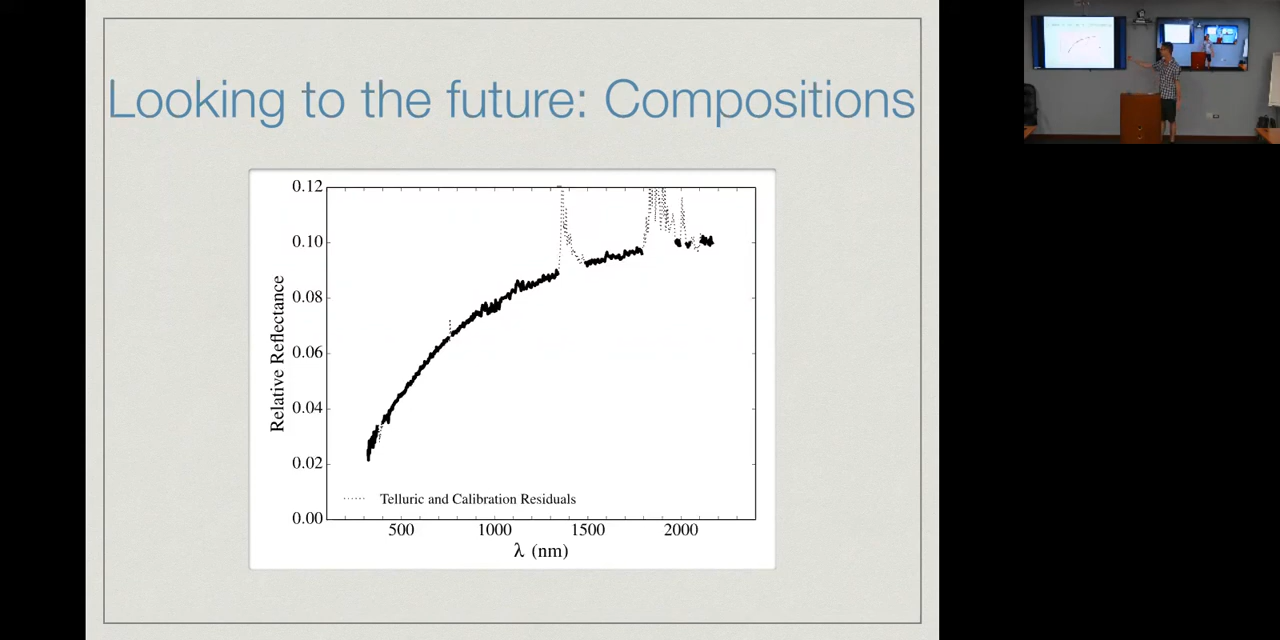 Looking to the future: Compositions
0.12
0.10
0.08
0.06
0.04
0.02
0.00
Relative Reflectance
Telluric and Calibration Residuals
500 1000 1500 2000
λ (nm)